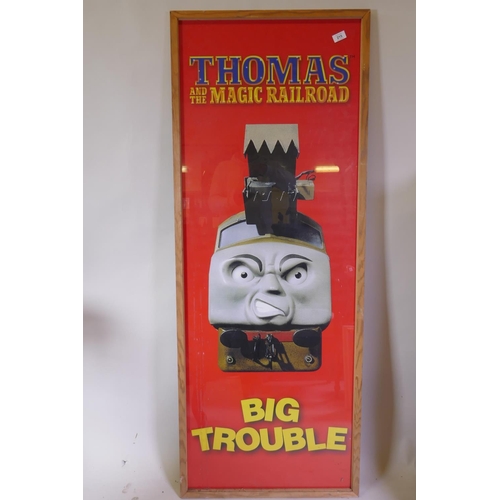 THOMAS
AND THE MAGIC RAILROAD
BIG
TROUBLE